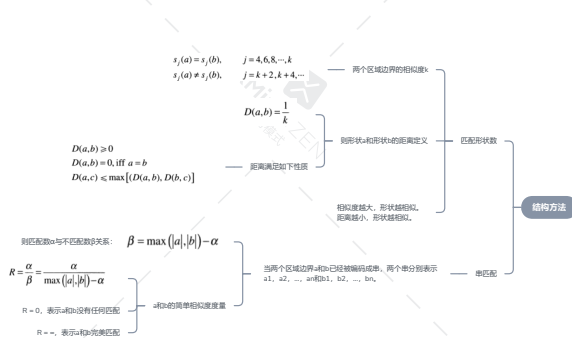 结构方法
匹配形状数
两个区域边界的相似度k
s_j(a) = s_j(b),  j = 4,6,8,⋯,k
s_j(a) ≠ s_j(b),  j = k+2, k+4,⋯
则形状a和形状b的距离定义
D(a,b) = 1/k
距离满足如下性质
D(a,b) ⩾ 0
D(a,b) = 0, iff a = b
D(a,c) ⩽ max[(D(a,b), D(b,c)]
相似度越大，形状越相似。
距离越小、形状越相似。
串匹配
当两个区域边界a和b已经被编码成串，两个串分别表示
a1，a2，...，an和b1，b2，...，bn。
则匹配数α与不匹配数β关系：
β = max(|a|,|b|) − α
a和b的简单相似度度量
R = α/β = α/(max(|a|,|b|) − α)
R = 0，表示a和b没有任何匹配
R = ∞，表示a和b完美匹配
ZEN
模式